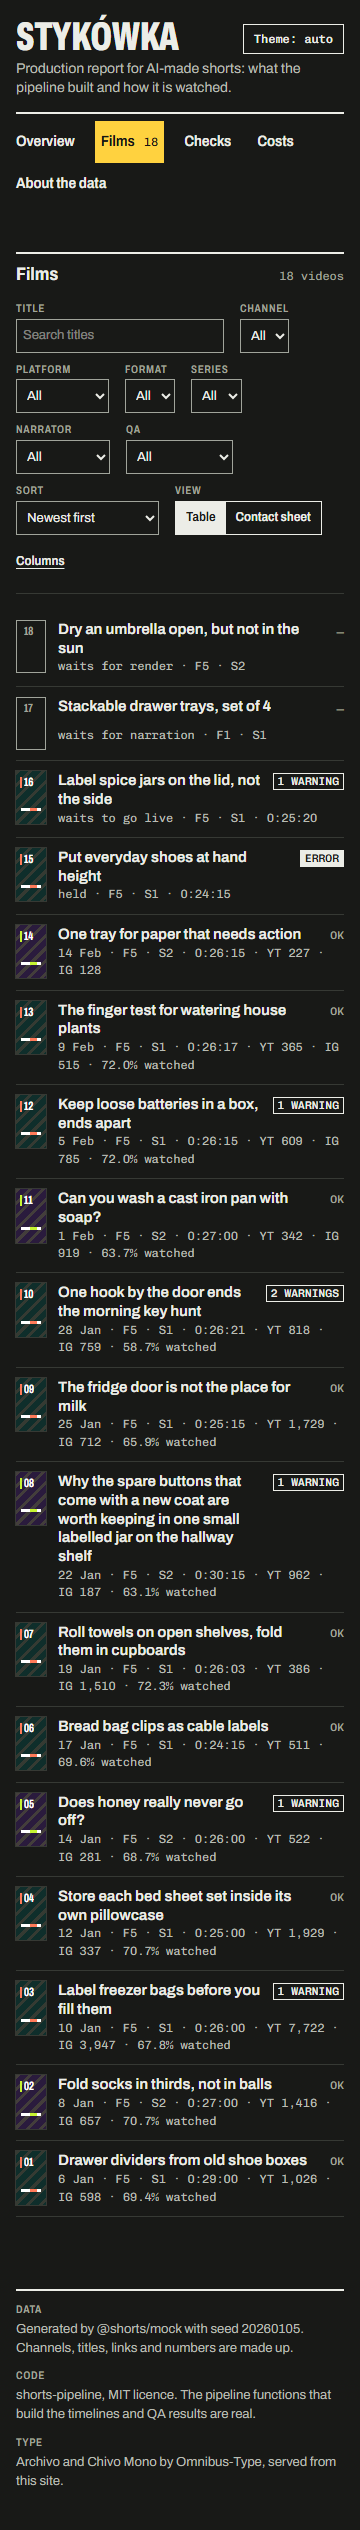 STYKÓWKA
Theme: auto
Production report for AI-made shorts: what the
pipeline built and how it is watched.
Overview
Films 18
Checks
Costs
About the data
Films
18 videos
TITLE
CHANNEL
Search titles
All
PLATFORM
FORMAT
SERIES
All
All
All
NARRATOR
QA
All
All
SORT
VIEW
Newest first
Table
Contact sheet
Columns
18
Dry an umbrella open, but not in the
sun
–
waits for render · F5 · S2
17
Stackable drawer trays, set of 4
–
waits for narration · F1 · S1
16
Label spice jars on the lid, not
the side
1 WARNING
waits to go live · F5 · S1 · 0:25:20
15
Put everyday shoes at hand
height
ERROR
held · F5 · S1 · 0:24:15
14
One tray for paper that needs action
OK
14 Feb · F5 · S2 · 0:26:15 · YT 227 ·
IG 128
13
The finger test for watering house
plants
OK
9 Feb · F5 · S1 · 0:26:17 · YT 365 · IG
515 · 72.0% watched
12
Keep loose batteries in a box,
ends apart
1 WARNING
5 Feb · F5 · S1 · 0:26:15 · YT 609 · IG
785 · 72.0% watched
11
Can you wash a cast iron pan with
soap?
OK
1 Feb · F5 · S2 · 0:27:00 · YT 342 · IG
919 · 63.7% watched
10
One hook by the door ends
the morning key hunt
2 WARNINGS
28 Jan · F5 · S1 · 0:26:21 · YT 818 ·
IG 759 · 58.7% watched
09
The fridge door is not the place for
milk
OK
25 Jan · F5 · S1 · 0:25:15 · YT 1,729 ·
IG 712 · 65.9% watched
08
Why the spare buttons that
come with a new coat are
worth keeping in one small
labelled jar on the hallway
shelf
1 WARNING
22 Jan · F5 · S2 · 0:30:15 · YT 962 ·
IG 187 · 63.1% watched
07
Roll towels on open shelves, fold
them in cupboards
OK
19 Jan · F5 · S1 · 0:26:03 · YT 386 ·
IG 1,510 · 72.3% watched
06
Bread bag clips as cable labels
OK
17 Jan · F5 · S1 · 0:24:15 · YT 511 ·
69.6% watched
05
Does honey really never go
off?
1 WARNING
14 Jan · F5 · S2 · 0:26:00 · YT 522 ·
IG 281 · 68.7% watched
04
Store each bed sheet set inside its
own pillowcase
OK
12 Jan · F5 · S1 · 0:25:00 · YT 1,929 ·
IG 337 · 70.7% watched
03
Label freezer bags before you
fill them
1 WARNING
10 Jan · F5 · S1 · 0:26:00 · YT 7,722 ·
IG 3,947 · 67.8% watched
02
Fold socks in thirds, not in balls
OK
8 Jan · F5 · S2 · 0:27:00 · YT 1,416 ·
IG 657 · 70.7% watched
01
Drawer dividers from old shoe boxes
OK
6 Jan · F5 · S1 · 0:29:00 · YT 1,026 ·
IG 598 · 69.4% watched
DATA
Generated by @shorts/mock with seed 20260105.
Channels, titles, links and numbers are made up.
CODE
shorts-pipeline, MIT licence. The pipeline functions that
build the timelines and QA results are real.
TYPE
Archivo and Chivo Mono by Omnibus-Type, served from
this site.